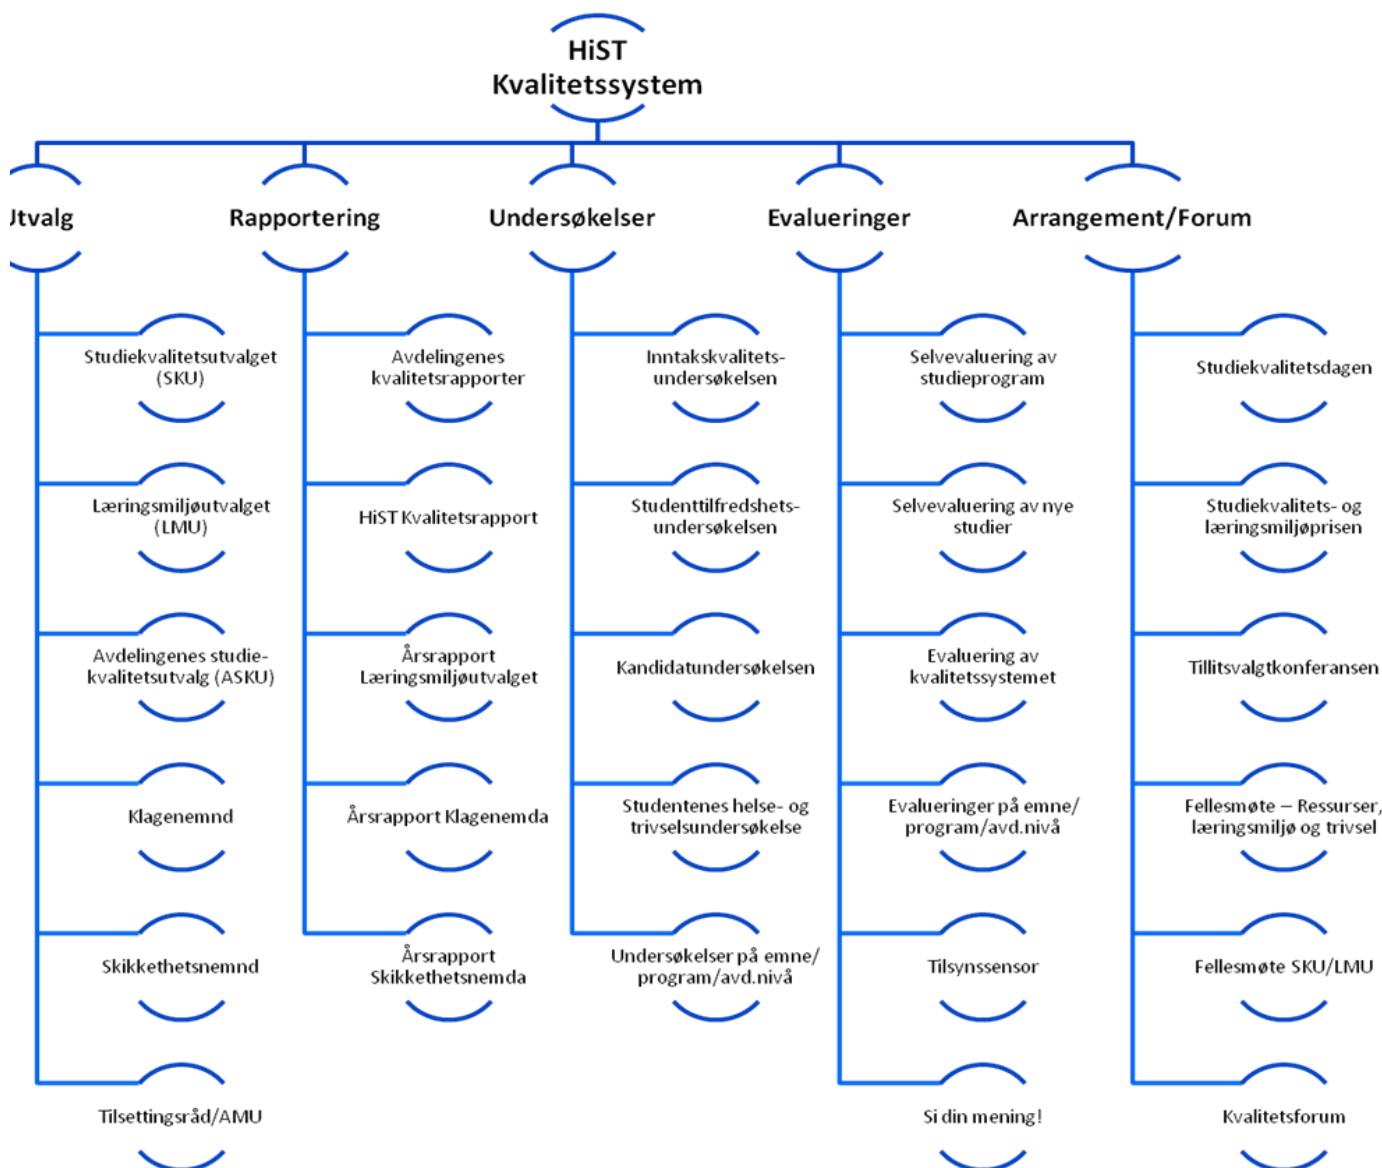 HiST
Kvalitetssystem
Utvalg
Rapportering
Undersøkelser
Evalueringer
Arrangement/Forum
Studiekvalitetsutvalget
(SKU)
Læringsmiljøutvalget
(LMU)
Avdelingenes studie-
kvalitetsutvalg (ASKU)
Klagenemnd
Skikkethetsnemnd
Tilsettingsråd/AMU
Avdelingenes
kvalitetsrapporter
HiST Kvalitetsrapport
Årsrapport
Læringsmiljøutvalget
Årsrapport Klagenemda
Årsrapport
Skikkethetsnemda
Inntakskvalitets-
undersøkelsen
Studenttilfredshets-
undersøkelsen
Kandidatundersøkelsen
Studentenes helse- og
trivselsundersøkelse
Undersøkelser på emne/
program/avd.nivå
Selvevaluering av
studieprogram
Selvevaluering av nye
studier
Evaluering av
kvalitetssystemet
Evalueringer på emne/
program/avd.nivå
Tilsynssensor
Si din mening!
Studiekvalitetsdagen
Studiekvalitets- og
læringsmiljøprisen
Tillitsvalgtkonferansen
Fellesmøte – Ressurser,
læringsmiljø og trivsel
Fellesmøte SKU/LMU
Kvalitetsforum